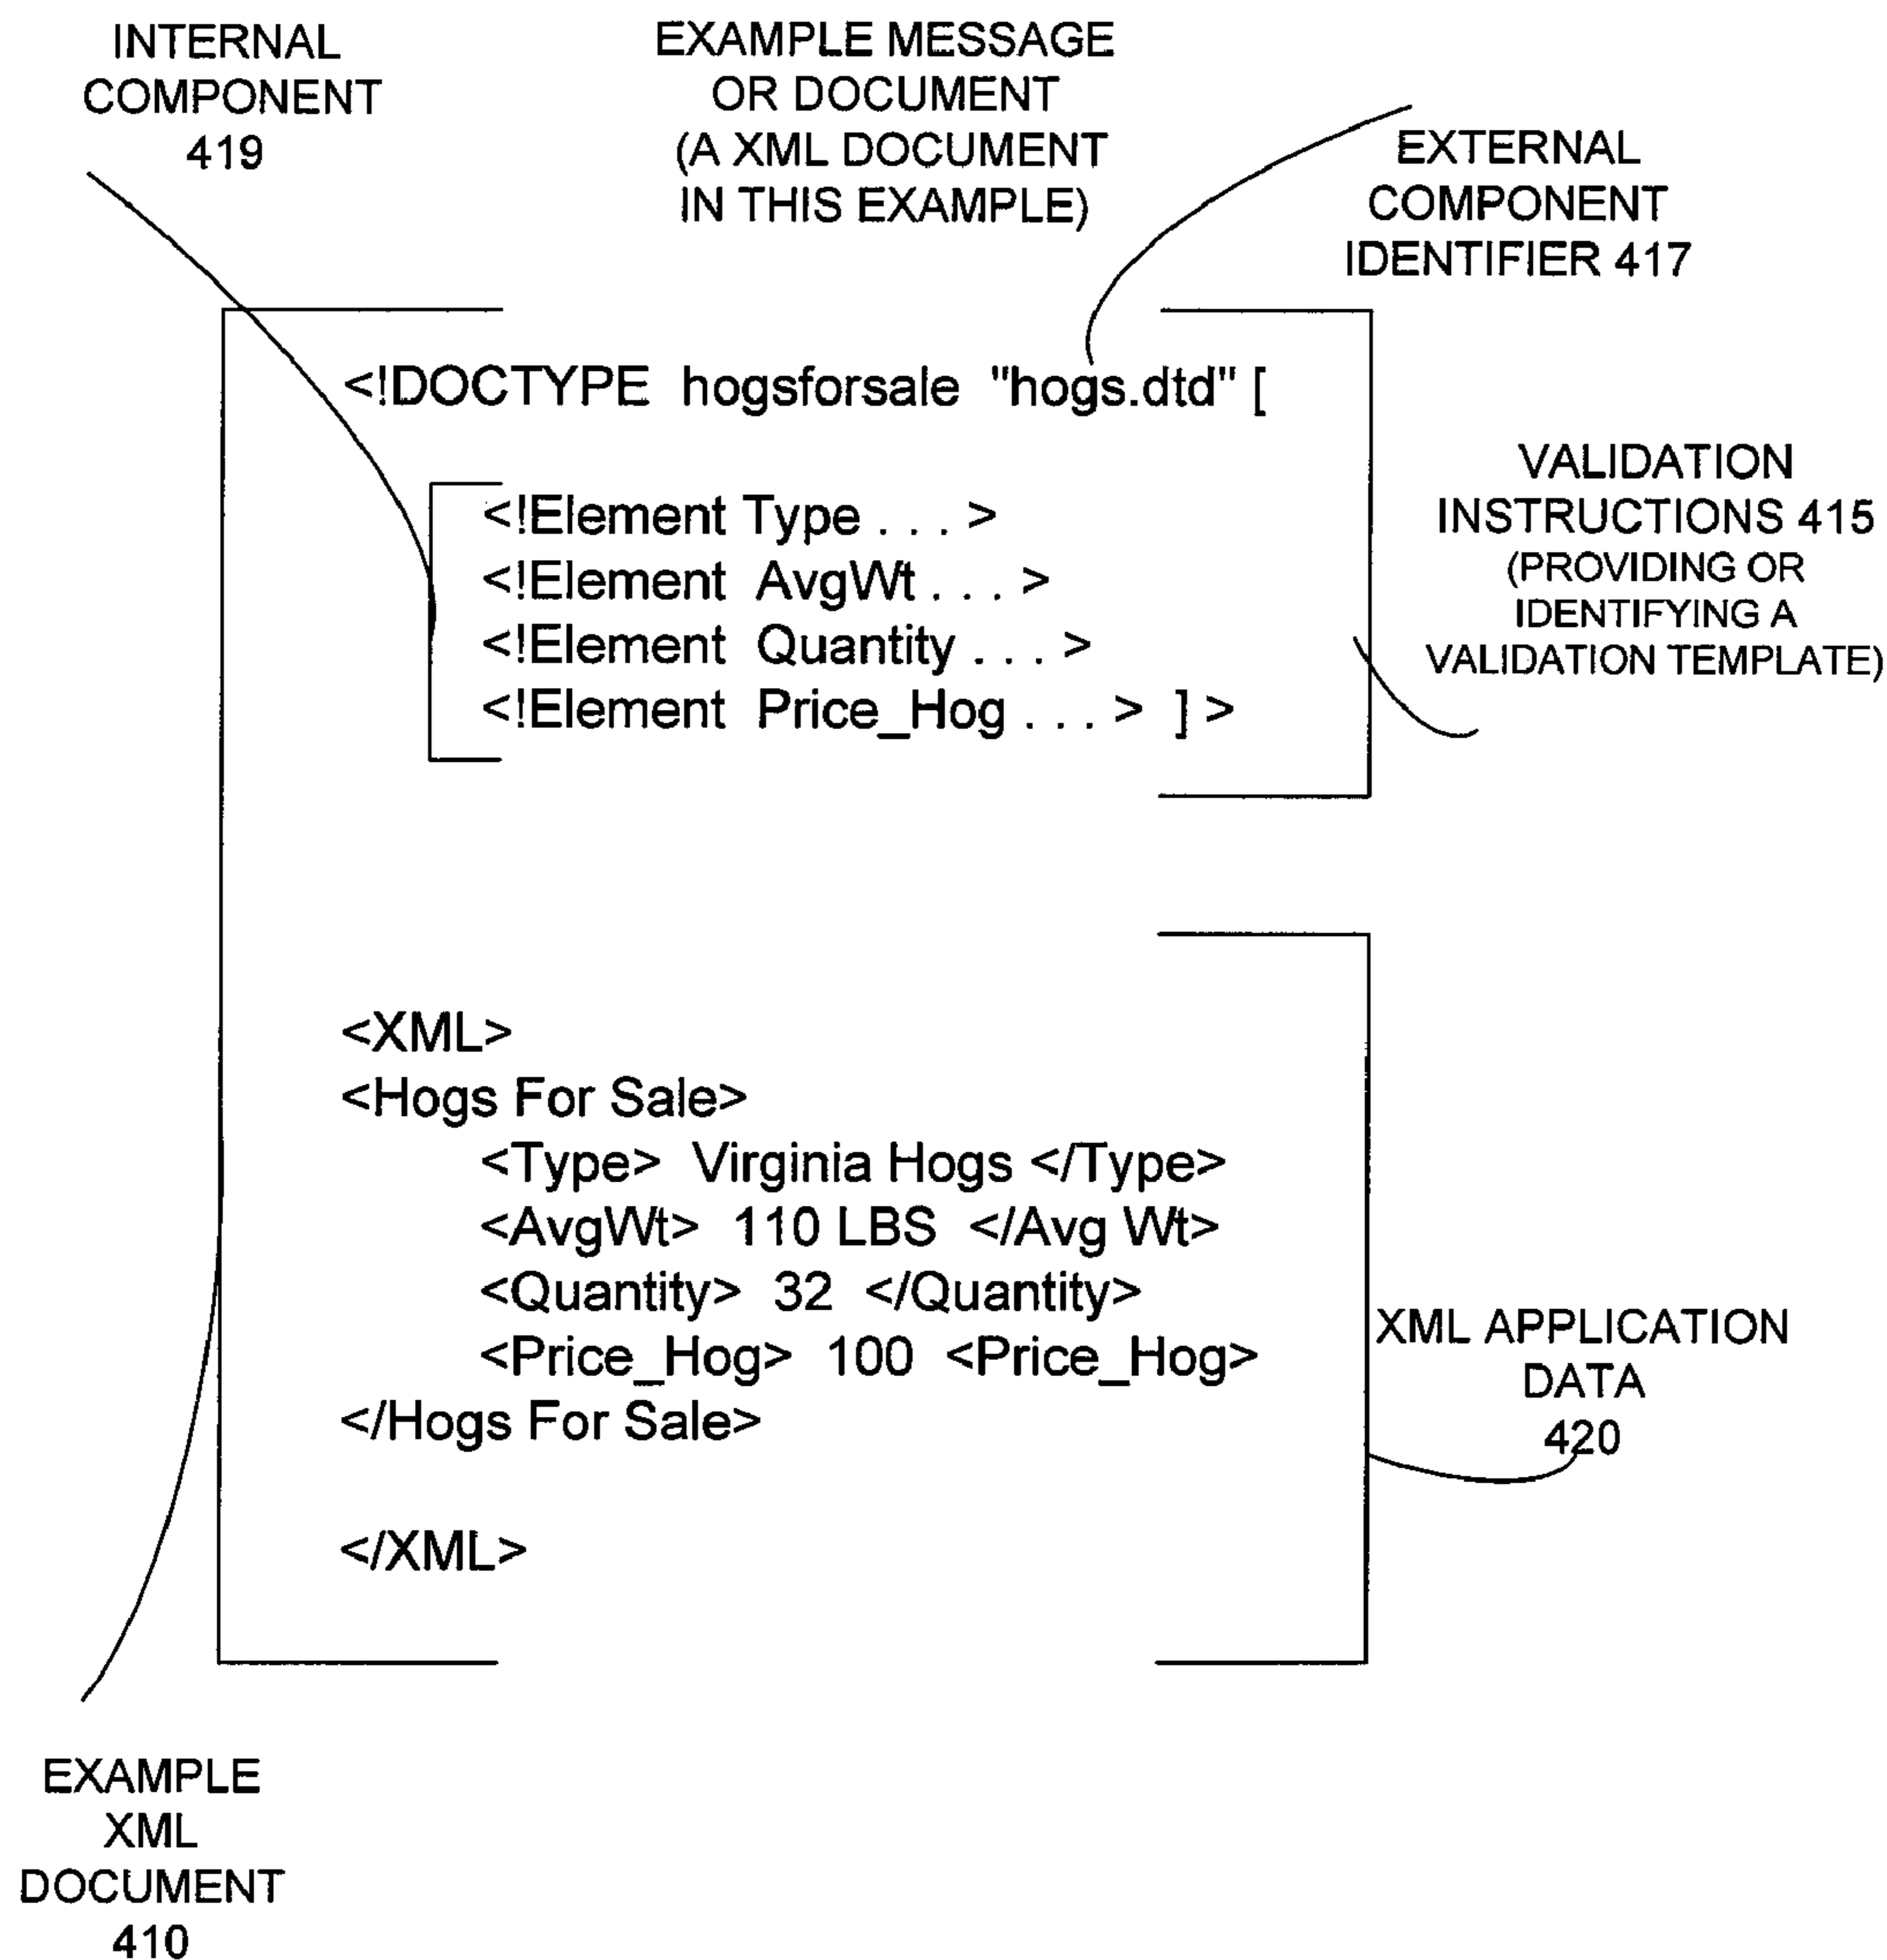 INTERNAL
COMPONENT
419
EXAMPLE MESSAGE
OR DOCUMENT
(A XML DOCUMENT
IN THIS EXAMPLE)
EXTERNAL
COMPONENT
IDENTIFIER 417
<!DOCTYPE hogsforsale "hogs.dtd" [
<!Element Type . . . >
<!Element AvgWt . . . >
<!Element Quantity . . . >
<!Element Price_Hog . . . > ] >
VALIDATION
INSTRUCTIONS 415
(PROVIDING OR
IDENTIFYING A
VALIDATION TEMPLATE)
<XML>
<Hogs For Sale>
<Type> Virginia Hogs </Type>
<AvgWt> 110 LBS </Avg Wt>
<Quantity> 32 </Quantity>
<Price_Hog> 100 <Price_Hog>
</Hogs For Sale>
</XML>
XML APPLICATION
DATA
420
EXAMPLE
XML
DOCUMENT
410